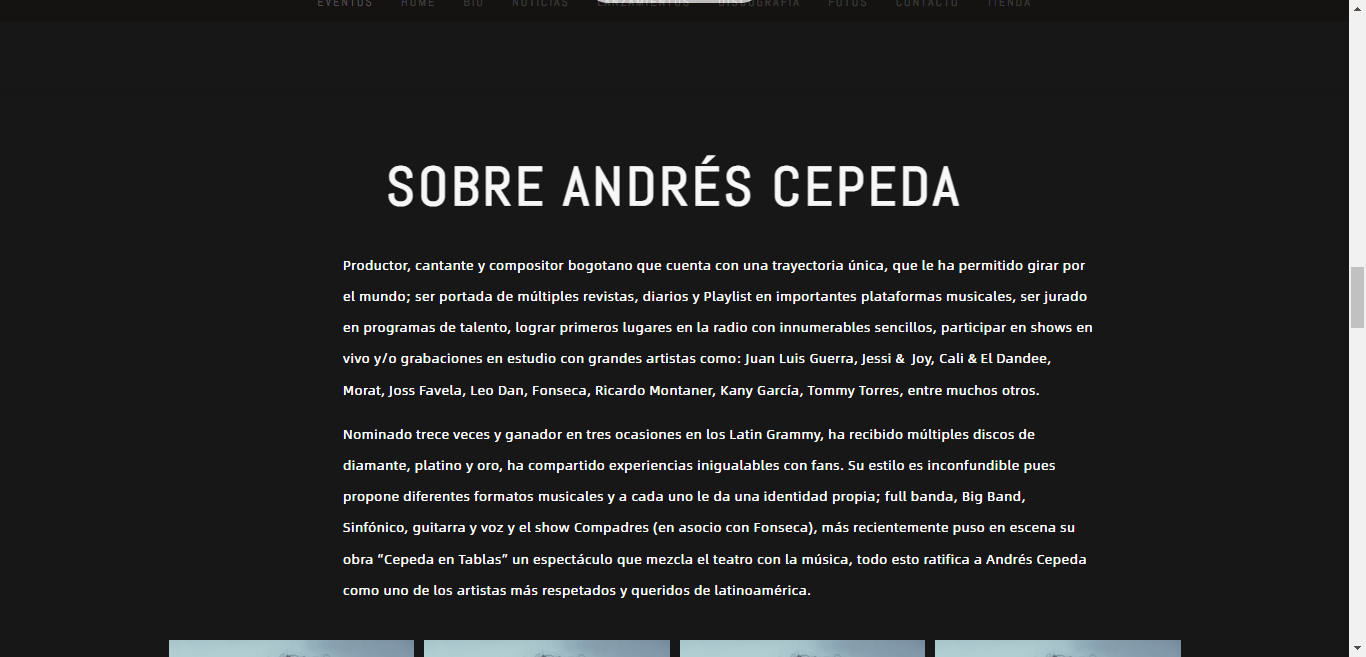 EVENTOS HOME BIO NOTICIAS LANZAMIENTOS DISCOGRAFÍA FOTOS CONTACTO TIENDA
SOBRE ANDRÉS CEPEDA
Productor, cantante y compositor bogotano que cuenta con una trayectoria única, que le ha permitido girar por
el mundo; ser portada de múltiples revistas, diarios y Playlist en importantes plataformas musicales, ser jurado
en programas de talento, lograr primeros lugares en la radio con innumerables sencillos, participar en shows en
vivo y/o grabaciones en estudio con grandes artistas como: Juan Luis Guerra, Jessi & Joy, Cali & El Dandee,
Morat, Joss Favela, Leo Dan, Fonseca, Ricardo Montaner, Kany García, Tommy Torres, entre muchos otros.
Nominado trece veces y ganador en tres ocasiones en los Latin Grammy, ha recibido múltiples discos de
diamante, platino y oro, ha compartido experiencias inigualables con fans. Su estilo es inconfundible pues
propone diferentes formatos musicales y a cada uno le da una identidad propia; full banda, Big Band,
Sinfónico, guitarra y voz y el show Compadres (en asocio con Fonseca), más recientemente puso en escena su
obra “Cepeda en Tablas” un espectáculo que mezcla el teatro con la música, todo esto ratifica a Andrés Cepeda
como uno de los artistas más respetados y queridos de latinoamérica.